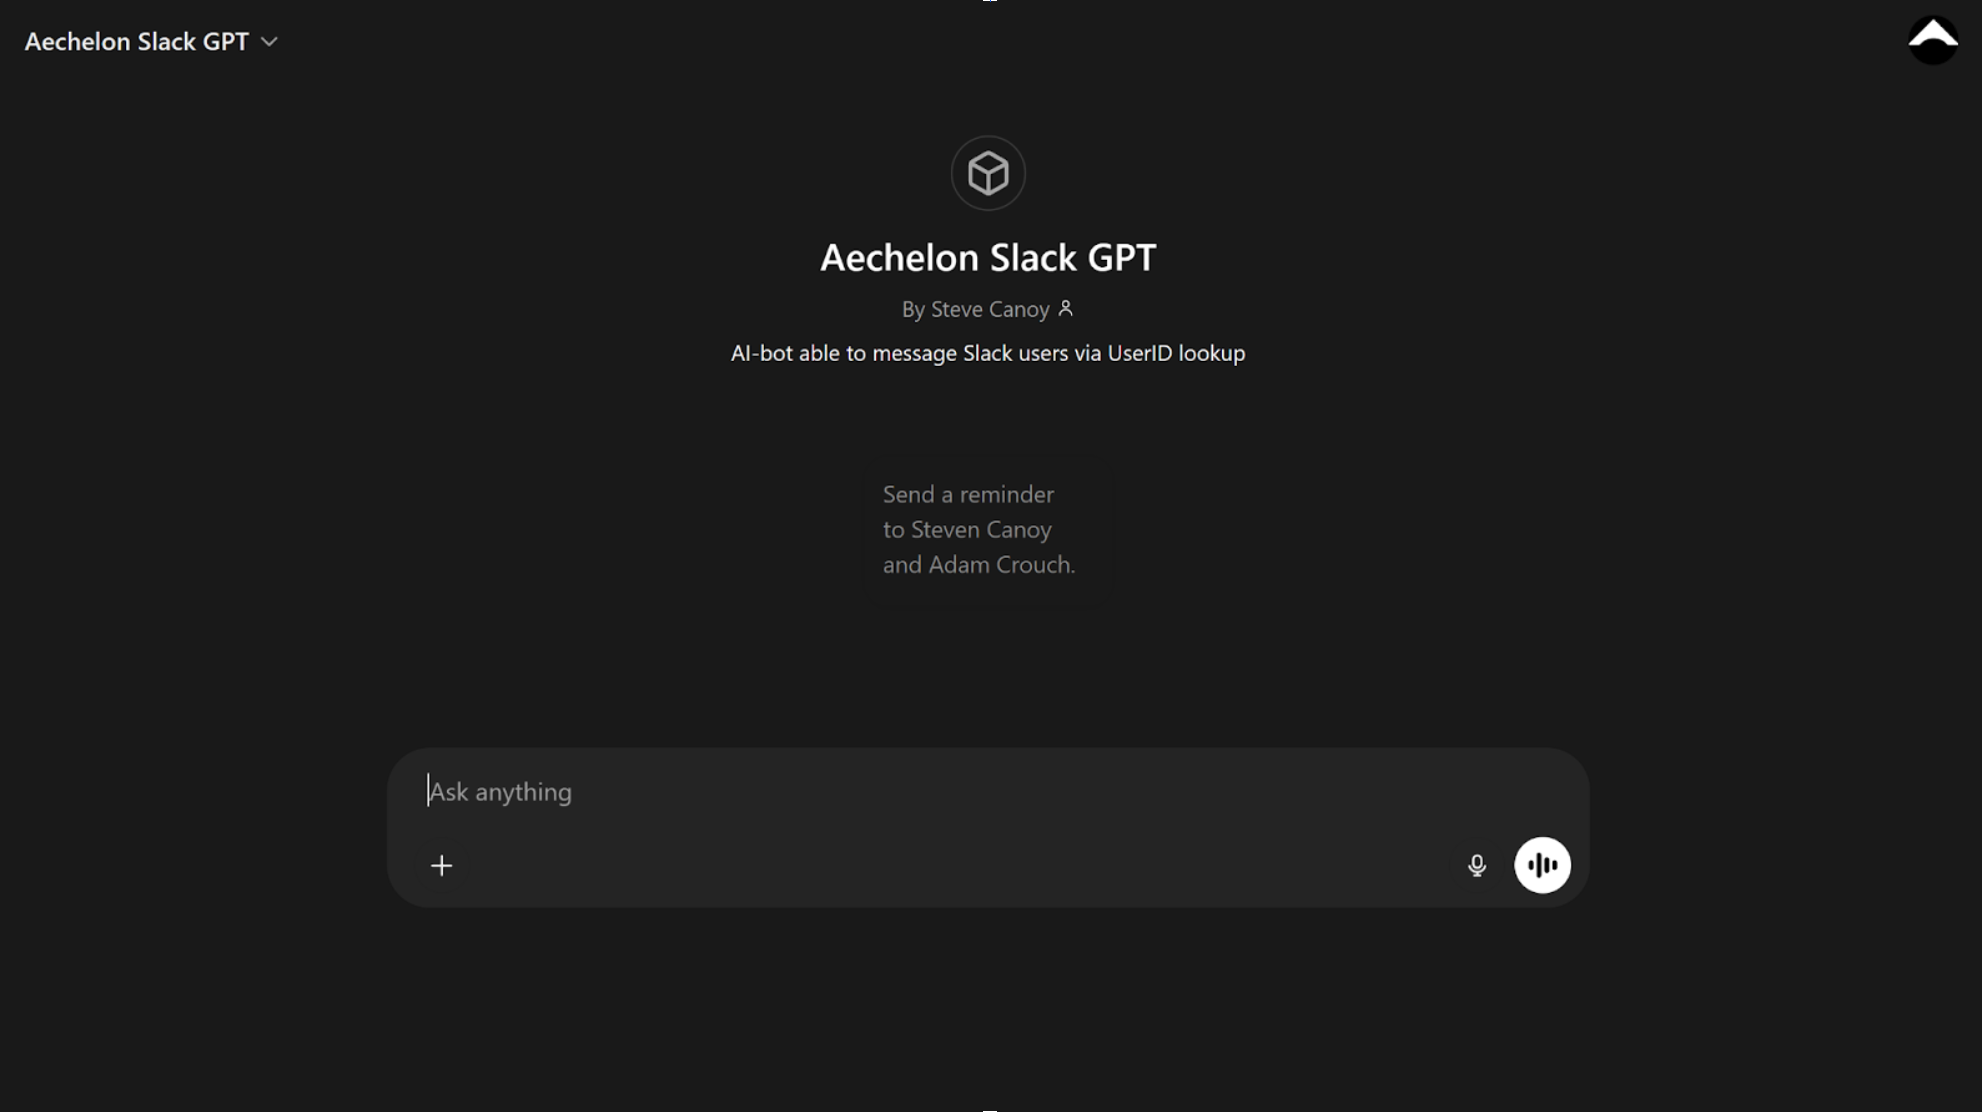 Aechelon Slack GPT
Aechelon Slack GPT
By Steve Canoy
AI-bot able to message Slack users via UserID lookup
Send a reminder
to Steven Canoy
and Adam Crouch.
Ask anything